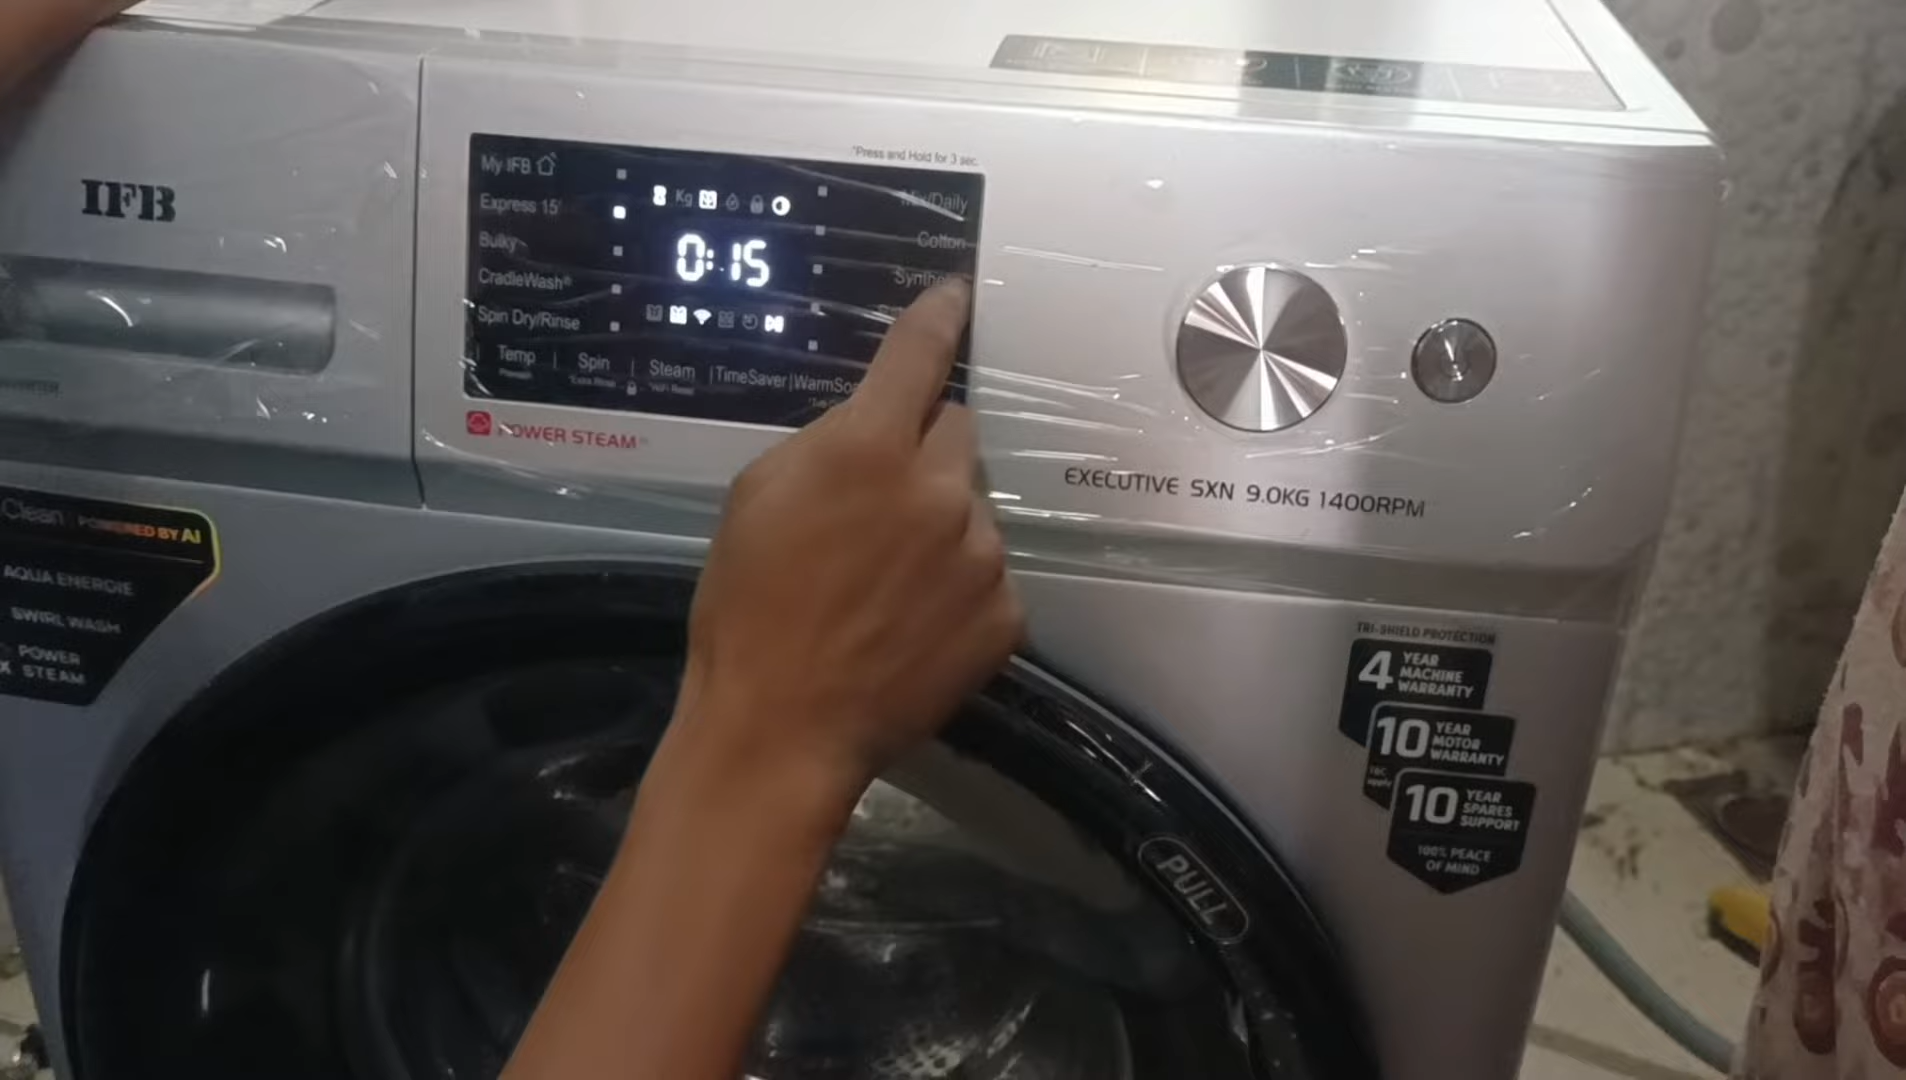 IFB
*Press and Hold for 3 sec.
My IFB
Express 15'
Bulky
CradleWash®
Spin Dry/Rinse
Kg
0:15
Mix/Daily
Cotton
Temp | Spin | Steam | TimeSaver |
POWER STEAM
EXECUTIVE SXN 9.0KG 1400RPM
Clean POWERED BY AI
AQUA ENERGIE
SWIRL WASH
POWER
STEAM
TRI-SHIELD PROTECTION
4 YEAR
MACHINE
WARRANTY
10 YEAR
MOTOR
WARRANTY
T&C
apply
10 YEAR
SPARES
SUPPORT
100% PEACE
OF MIND
PULL